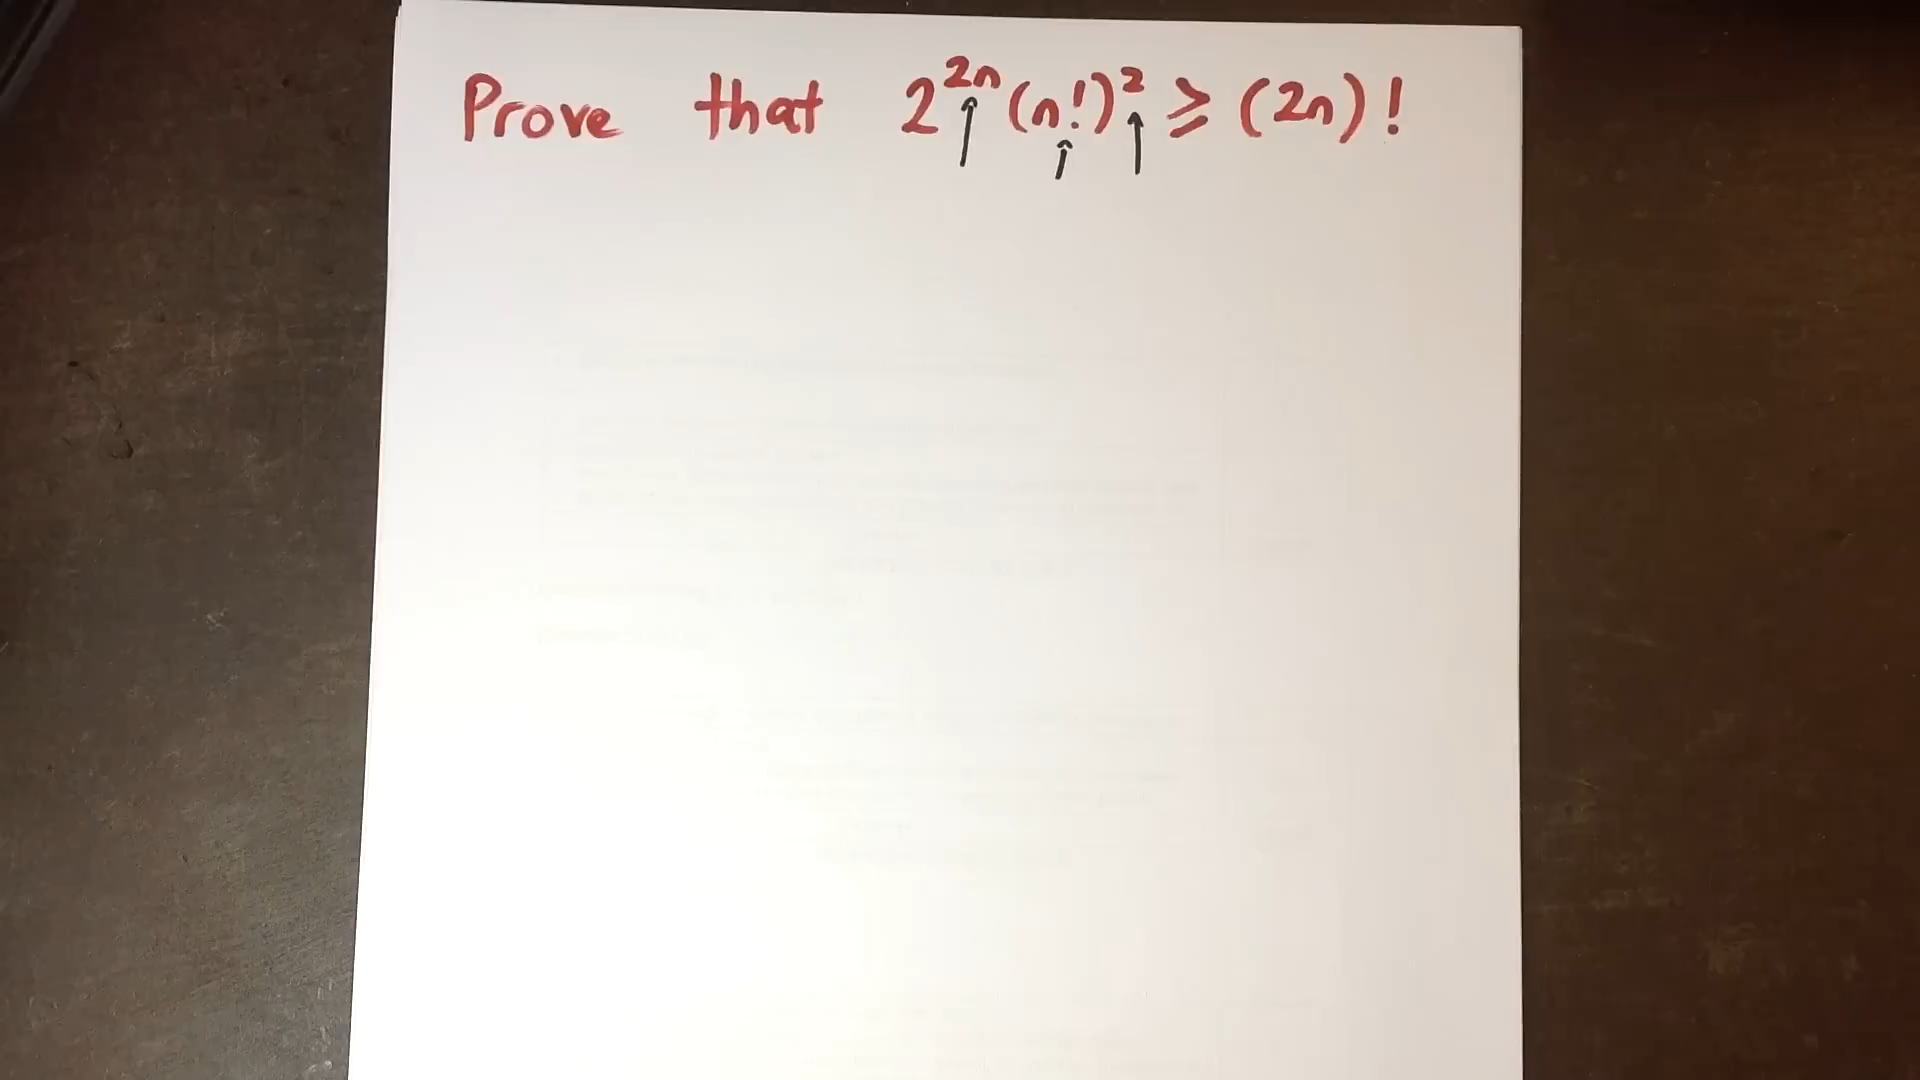 Prove that 2^{2n}(n!)^2 ≥ (2n)!